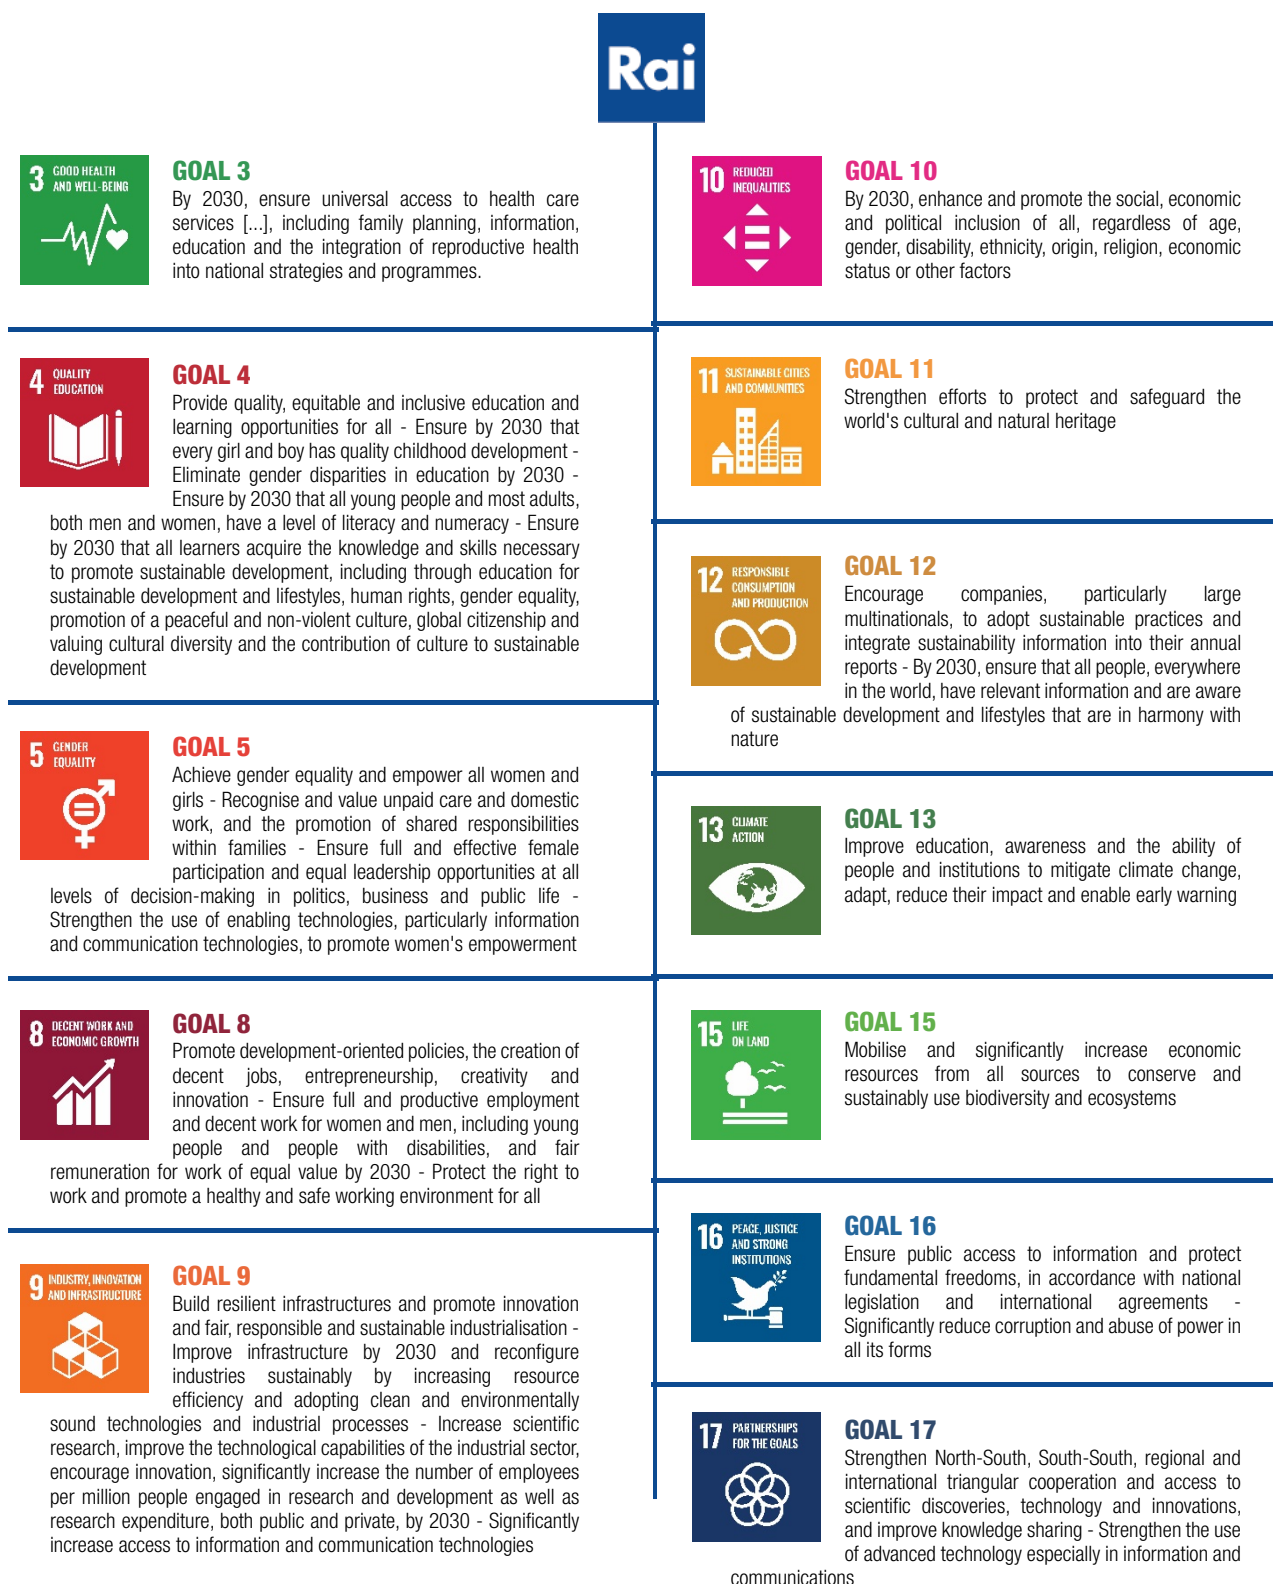 Rai
3 GOOD HEALTH
AND WELL-BEING
GOAL 3
By 2030, ensure universal access to health care
services [...], including family planning, information,
education and the integration of reproductive health
into national strategies and programmes.
4 QUALITY
EDUCATION
GOAL 4
Provide quality, equitable and inclusive education and
learning opportunities for all - Ensure by 2030 that
every girl and boy has quality childhood development -
Eliminate gender disparities in education by 2030 -
Ensure by 2030 that all young people and most adults,
both men and women, have a level of literacy and numeracy - Ensure
by 2030 that all learners acquire the knowledge and skills necessary
to promote sustainable development, including through education for
sustainable development and lifestyles, human rights, gender equality,
promotion of a peaceful and non-violent culture, global citizenship and
valuing cultural diversity and the contribution of culture to sustainable
development
5 GENDER
EQUALITY
GOAL 5
Achieve gender equality and empower all women and
girls - Recognise and value unpaid care and domestic
work, and the promotion of shared responsibilities
within families - Ensure full and effective female
participation and equal leadership opportunities at all
levels of decision-making in politics, business and public life -
Strengthen the use of enabling technologies, particularly information
and communication technologies, to promote women's empowerment
8 DECENT WORK AND
ECONOMIC GROWTH
GOAL 8
Promote development-oriented policies, the creation of
decent jobs, entrepreneurship, creativity and
innovation - Ensure full and productive employment
and decent work for women and men, including young
people and people with disabilities, and fair
remuneration for work of equal value by 2030 - Protect the right to
work and promote a healthy and safe working environment for all
9 INDUSTRY, INNOVATION
AND INFRASTRUCTURE
GOAL 9
Build resilient infrastructures and promote innovation
and fair, responsible and sustainable industrialisation -
Improve infrastructure by 2030 and reconfigure
industries sustainably by increasing resource
efficiency and adopting clean and environmentally
sound technologies and industrial processes - Increase scientific
research, improve the technological capabilities of the industrial sector,
encourage innovation, significantly increase the number of employees
per million people engaged in research and development as well as
research expenditure, both public and private, by 2030 - Significantly
increase access to information and communication technologies
10 REDUCED
INEQUALITIES
GOAL 10
By 2030, enhance and promote the social, economic
and political inclusion of all, regardless of age,
gender, disability, ethnicity, origin, religion, economic
status or other factors
11 SUSTAINABLE CITIES
AND COMMUNITIES
GOAL 11
Strengthen efforts to protect and safeguard the
world's cultural and natural heritage
12 RESPONSIBLE
CONSUMPTION
AND PRODUCTION
GOAL 12
Encourage companies, particularly large
multinationals, to adopt sustainable practices and
integrate sustainability information into their annual
reports - By 2030, ensure that all people, everywhere
in the world, have relevant information and are aware
of sustainable development and lifestyles that are in harmony with
nature
13 CLIMATE
ACTION
GOAL 13
Improve education, awareness and the ability of
people and institutions to mitigate climate change,
adapt, reduce their impact and enable early warning
15 LIFE
ON LAND
GOAL 15
Mobilise and significantly increase economic
resources from all sources to conserve and
sustainably use biodiversity and ecosystems
16 PEACE, JUSTICE
AND STRONG
INSTITUTIONS
GOAL 16
Ensure public access to information and protect
fundamental freedoms, in accordance with national
legislation and international agreements -
Significantly reduce corruption and abuse of power in
all its forms
17 PARTNERSHIPS
FOR THE GOALS
GOAL 17
Strengthen North-South, South-South, regional and
international triangular cooperation and access to
scientific discoveries, technology and innovations,
and improve knowledge sharing - Strengthen the use
of advanced technology especially in information and
communications